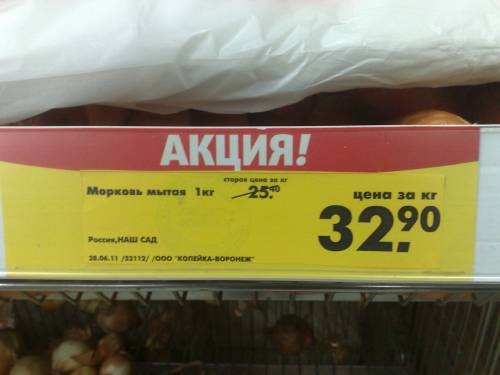 АКЦИЯ!
старая цена за кг
Морковь мытая 1кг 25.40 цена за кг
32.90
Россия,НАШ САД
28.06.11 /52112/ /ООО "КОПЕЙКА-ВОРОНЕЖ"